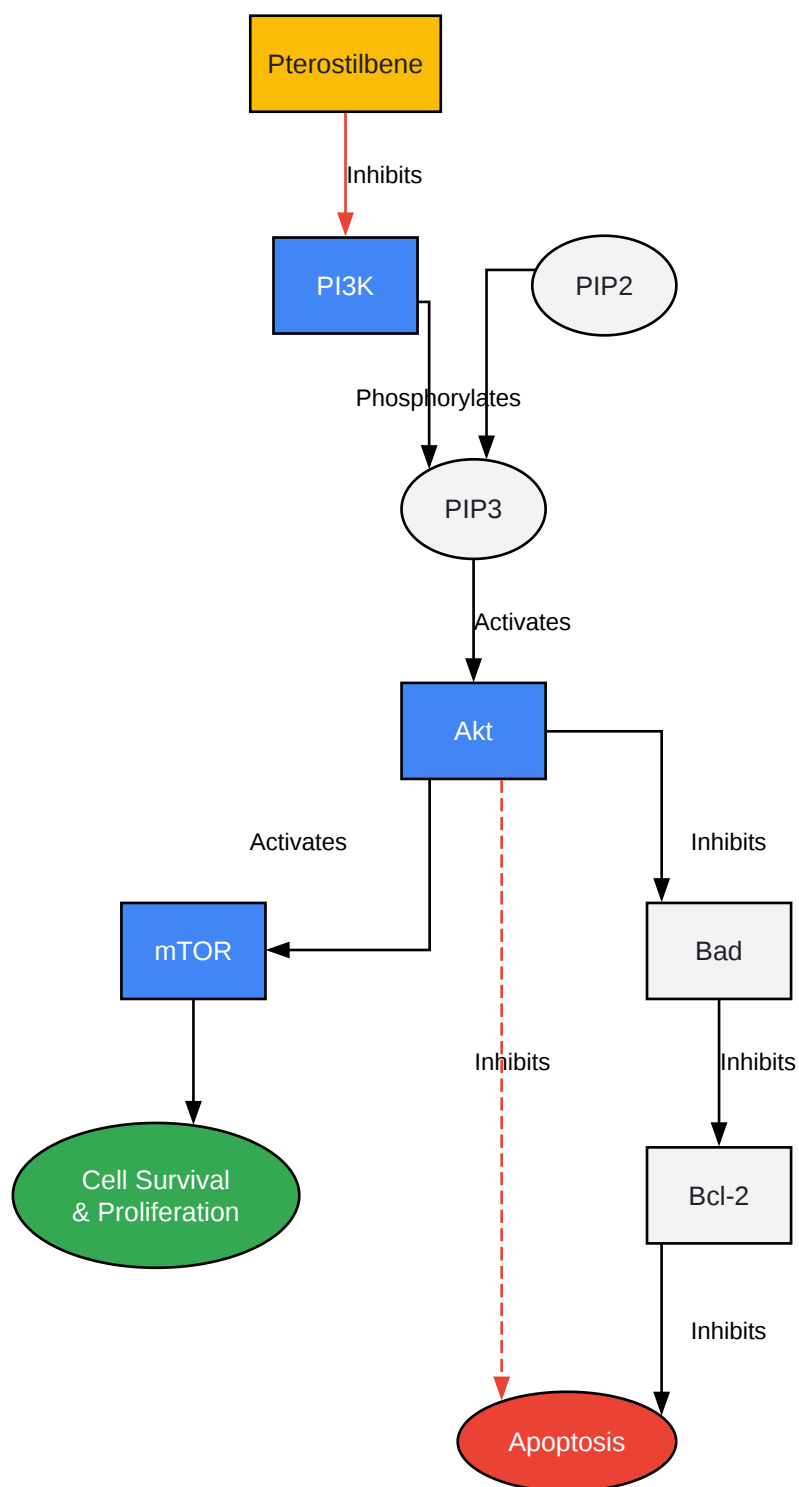 Pterostilbene
Inhibits
PI3K
PIP2
Phosphorylates
PIP3
Activates
Akt
Activates
Inhibits
mTOR
Bad
Inhibits
Inhibits
Cell Survival
& Proliferation
Bcl-2
Inhibits
Apoptosis